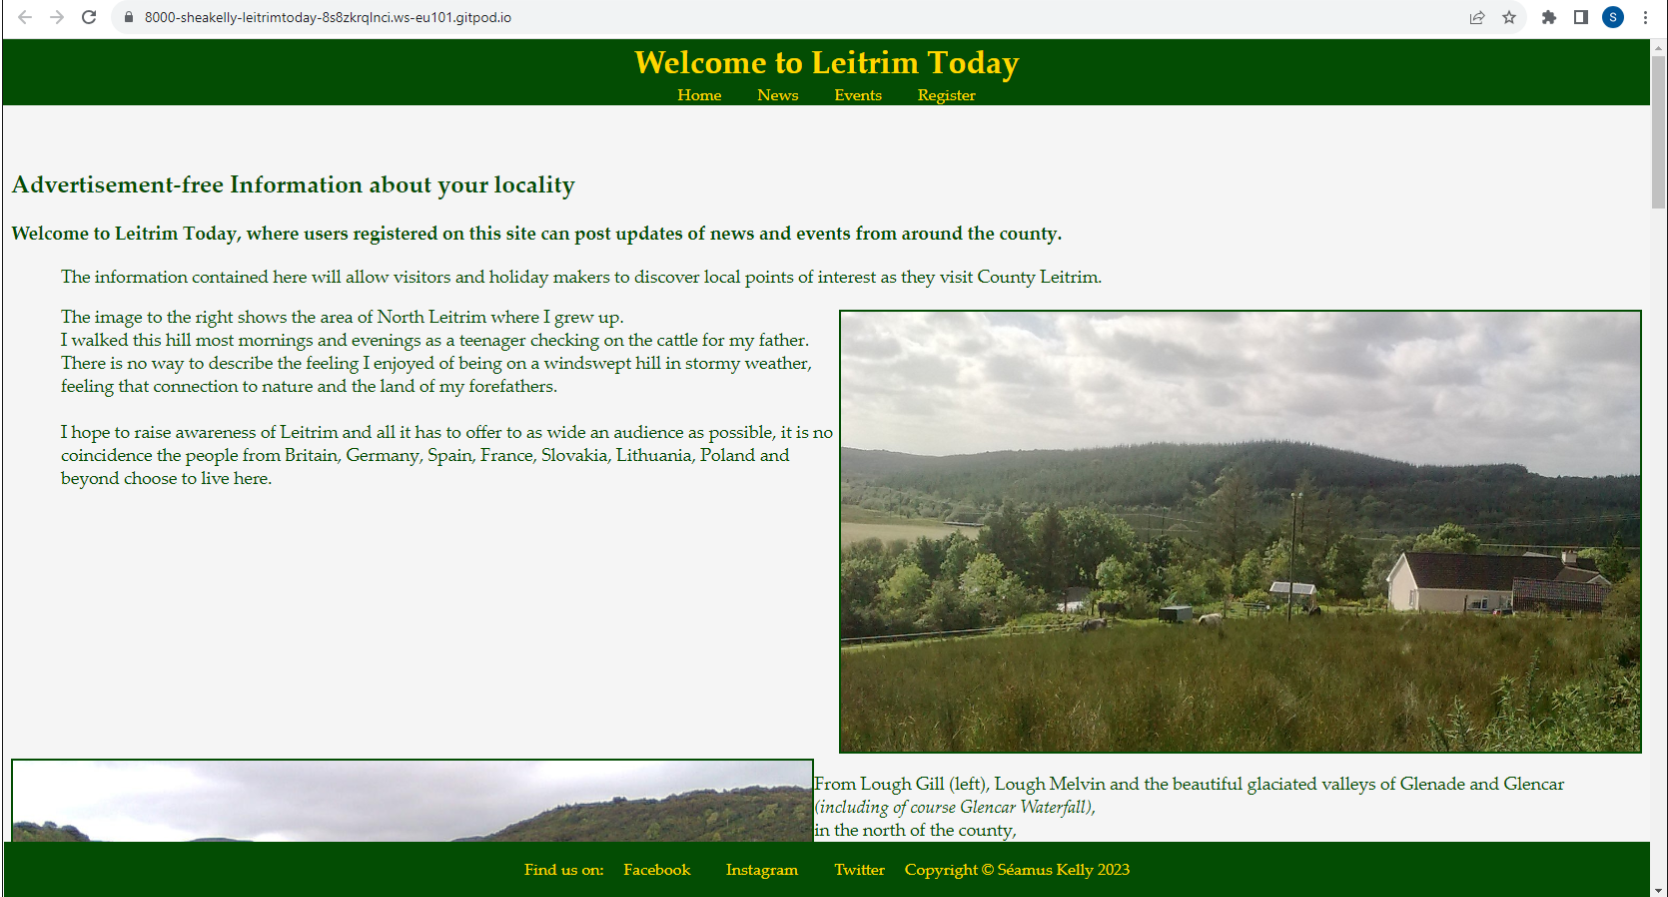 8000-sheakelly-leitrimtoday-8s8zkrqlnci.ws-eu101.gitpod.io
S
Welcome to Leitrim Today
Home News Events Register
Advertisement-free Information about your locality
Welcome to Leitrim Today, where users registered on this site can post updates of news and events from around the county.
The information contained here will allow visitors and holiday makers to discover local points of interest as they visit County Leitrim.
The image to the right shows the area of North Leitrim where I grew up.
I walked this hill most mornings and evenings as a teenager checking on the cattle for my father.
There is no way to describe the feeling I enjoyed of being on a windswept hill in stormy weather,
feeling that connection to nature and the land of my forefathers.
I hope to raise awareness of Leitrim and all it has to offer to as wide an audience as possible, it is no
coincidence the people from Britain, Germany, Spain, France, Slovakia, Lithuania, Poland and
beyond choose to live here.
From Lough Gill (left), Lough Melvin and the beautiful glaciated valleys of Glenade and Glencar
(including of course Glencar Waterfall),
in the north of the county,
Find us on: Facebook Instagram Twitter Copyright © Séamus Kelly 2023